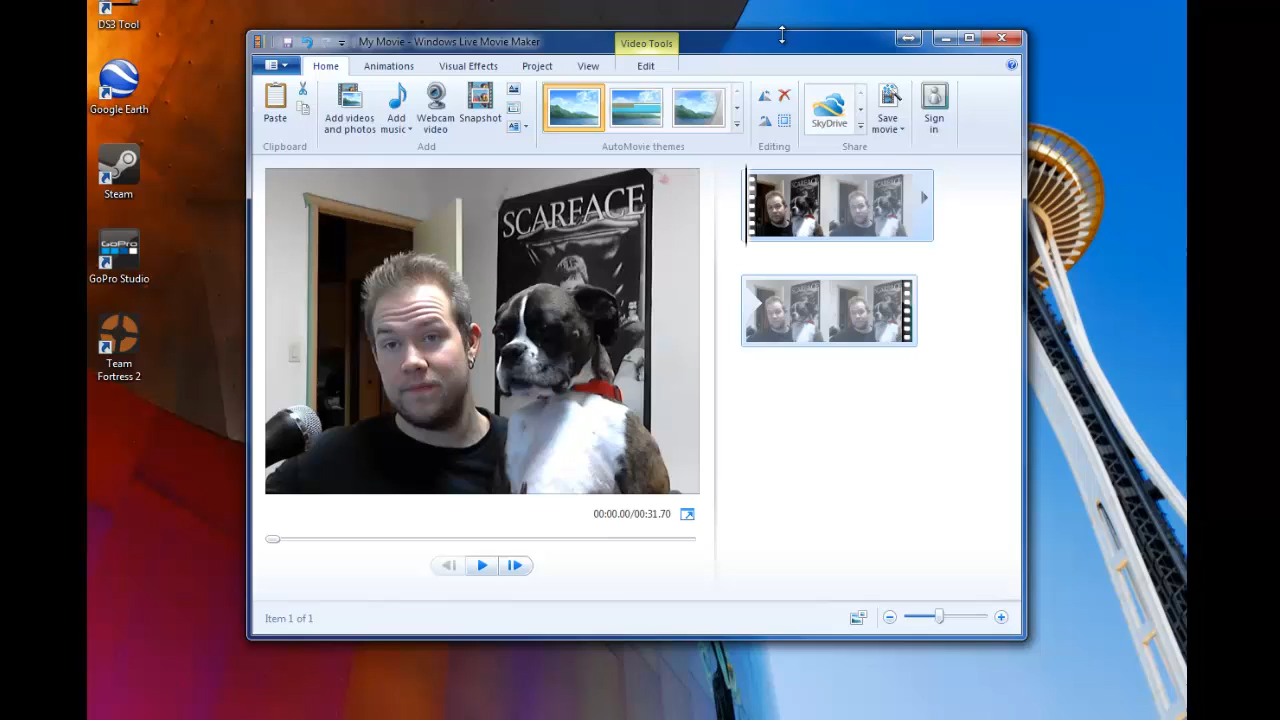 DS3 Tool
Google Earth
Steam
GoPro
GoPro Studio
Team
Fortress 2
My Movie - Windows Live Movie Maker
Video Tools
Home
Animations
Visual Effects
Project
View
Edit
Paste
Add videos
and photos
Add
music
Webcam
video
Snapshot
SkyDrive
Save
movie
Sign
in
Clipboard
Add
AutoMovie themes
Editing
Share
SCARFACE
00:00.00/00:31.70
Item 1 of 1